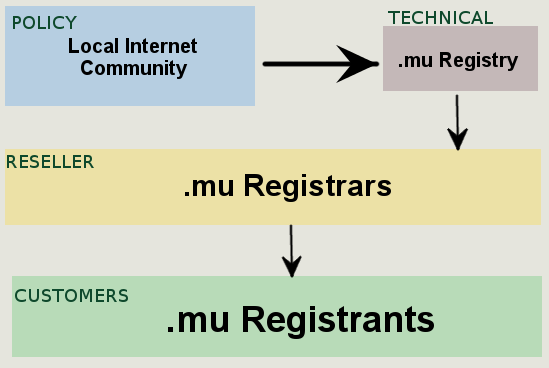 POLICY
Local Internet
Community
TECHNICAL
.mu Registry
RESELLER
.mu Registrars
CUSTOMERS
.mu Registrants